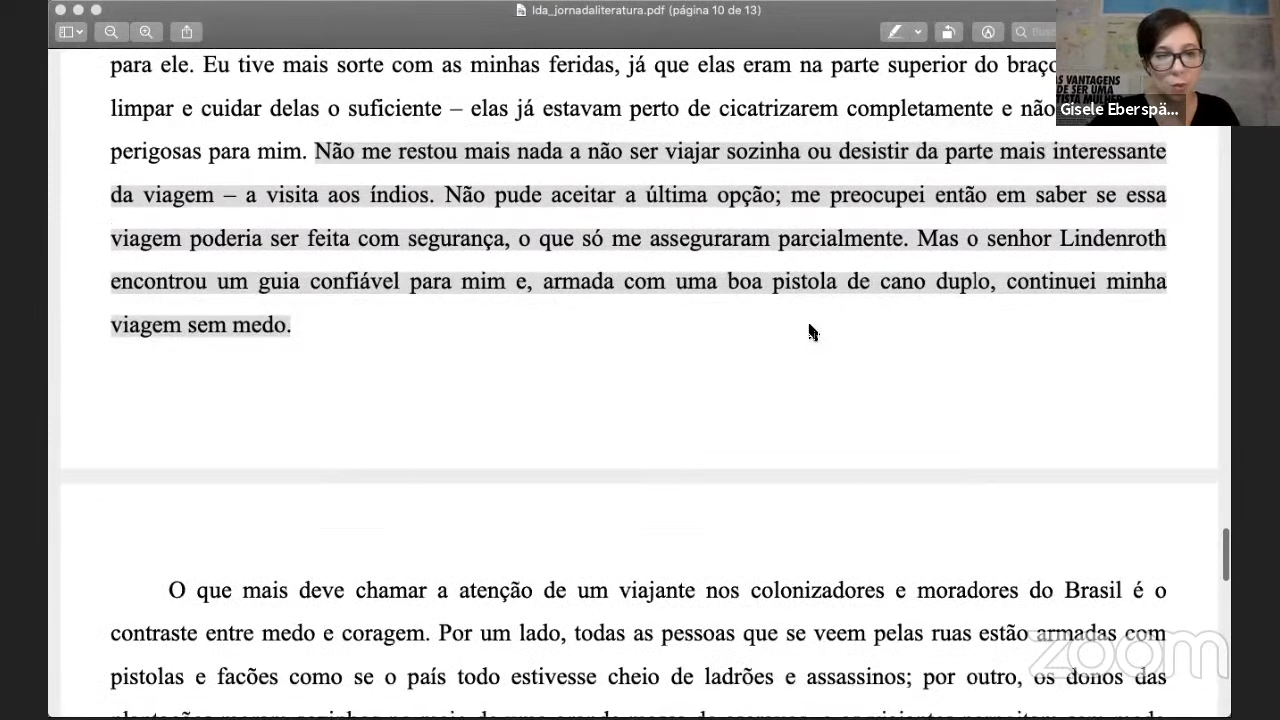 lda_jornadaliteratura.pdf (página 10 de 13)
para ele. Eu tive mais sorte com as minhas feridas, já que elas eram na parte superior do braço
limpar e cuidar delas o suficiente – elas já estavam perto de cicatrizarem completamente e não
perigosas para mim. Não me restou mais nada a não ser viajar sozinha ou desistir da parte mais interessante
da viagem – a visita aos índios. Não pude aceitar a última opção; me preocupei então em saber se essa
viagem poderia ser feita com segurança, o que só me asseguraram parcialmente. Mas o senhor Lindenroth
encontrou um guia confiável para mim e, armada com uma boa pistola de cano duplo, continuei minha
viagem sem medo.
O que mais deve chamar a atenção de um viajante nos colonizadores e moradores do Brasil é o
contraste entre medo e coragem. Por um lado, todas as pessoas que se veem pelas ruas estão armadas com
pistolas e facões como se o país todo estivesse cheio de ladrões e assassinos; por outro, os donos das
AS VANTAGENS
DE SER UMA
ARTISTA MULHER
Gisele Eberspä...
zoom